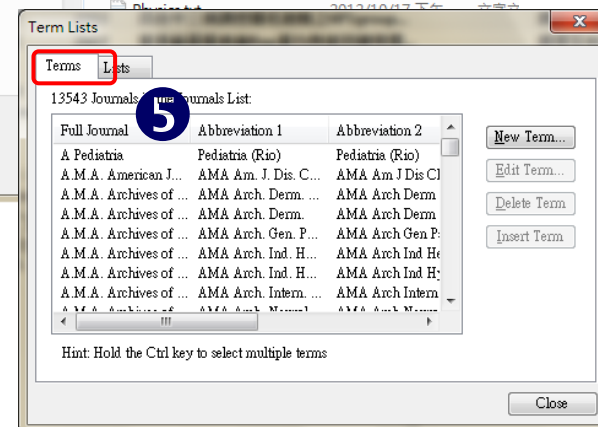 Physics.txt 2012/10/17 下午 文字文
Term Lists
Terms Lists
13543 Journals in the Journals List:
5
Full Journal Abbreviation 1 Abbreviation 2
A Pediatria Pediatria (Rio) Pediatria (Rio)
A.M.A. American J... AMA Am. J. Dis. C... AMA Am J Dis Cl
A.M.A. Archives of ... AMA Arch. Derm. ... AMA Arch Derm
A.M.A. Archives of ... AMA Arch. Derm. AMA Arch Derm
A.M.A. Archives of ... AMA Arch. Gen. P... AMA Arch Gen P
A.M.A. Archives of ... AMA Arch. Ind. H... AMA Arch Ind He
A.M.A. Archives of ... AMA Arch. Ind. H... AMA Arch Ind Hy
A.M.A. Archives of ... AMA Arch. Intern. ... AMA Arch Intern
Hint: Hold the Ctrl key to select multiple terms
New Term...
Edit Term...
Delete Term
Insert Term
Close